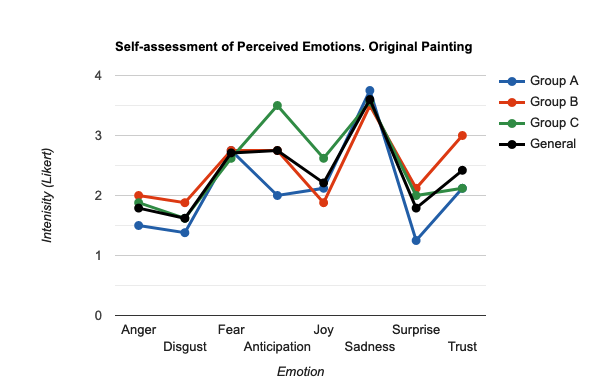 Self-assessment of Perceived Emotions. Original Painting
4
3
2
1
0
Intenisity (Likert)
Anger
Disgust
Fear
Anticipation
Joy
Sadness
Surprise
Trust
Emotion
Group A
Group B
Group C
General